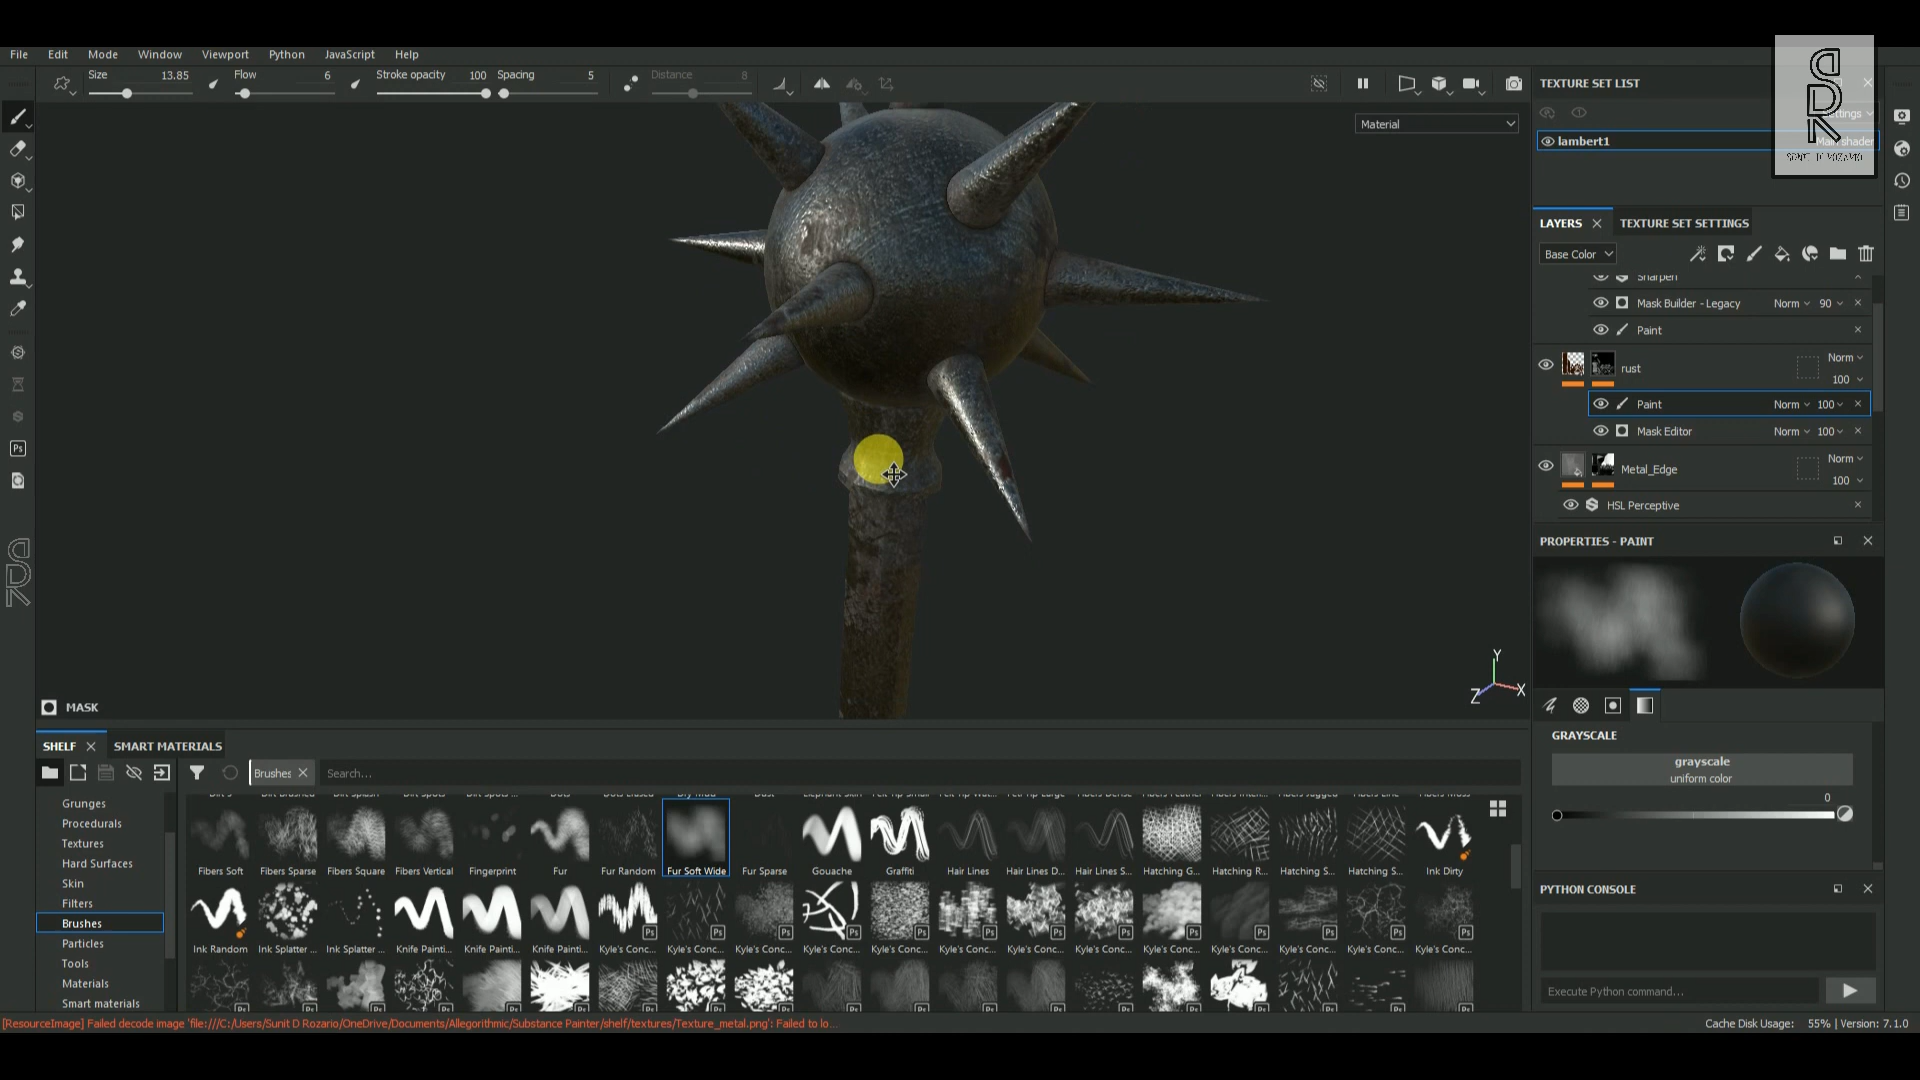 File Edit Mode Window Viewport Python JavaScript Help
Size 13.85 Flow 6 Stroke opacity 100 Spacing 5 Distance 8
Material
TEXTURE SET LIST
lambert1
Main shader
SDR
LAYERS TEXTURE SET SETTINGS
Base Color
Sharpen
Mask Builder - Legacy Norm 90
Paint
rust Norm
100
Paint Norm 100
Mask Editor Norm 100
Metal_Edge Norm
100
HSL Perceptive
PROPERTIES - PAINT
GRAYSCALE
grayscale
uniform color
0
PYTHON CONSOLE
Execute Python command...
Y
Z X
MASK
SDR
SHELF SMART MATERIALS
Brushes Search...
Grunges
Procedurals
Textures
Hard Surfaces
Skin
Filters
Brushes
Particles
Tools
Materials
Smart materials
Fibers Soft Fibers Sparse Fibers Square Fibers Vertical Fingerprint Fur Fur Random Fur Soft Wide Fur Sparse Gouache Graffiti Hair Lines Hair Lines D... Hair Lines S... Hatching G... Hatching R... Hatching S... Hatching S... Ink Dirty
Ink Random Ink Splatter ... Ink Splatter ... Knife Painti... Knife Painti... Knife Painti... Kyle's Conc... Kyle's Conc... Kyle's Conc... Kyle's Conc... Kyle's Conc... Kyle's Conc... Kyle's Conc... Kyle's Conc... Kyle's Conc... Kyle's Conc... Kyle's Conc... Kyle's Conc... Kyle's Conc...
[ResourceImage] Failed decode image 'file:///C:/Users/Sunit D Rozario/OneDrive/Documents/Allegorithmic/Substance Painter/shelf/textures/Texture_metal.png': Failed to lo...
Cache Disk Usage: 55% | Version: 7.1.0